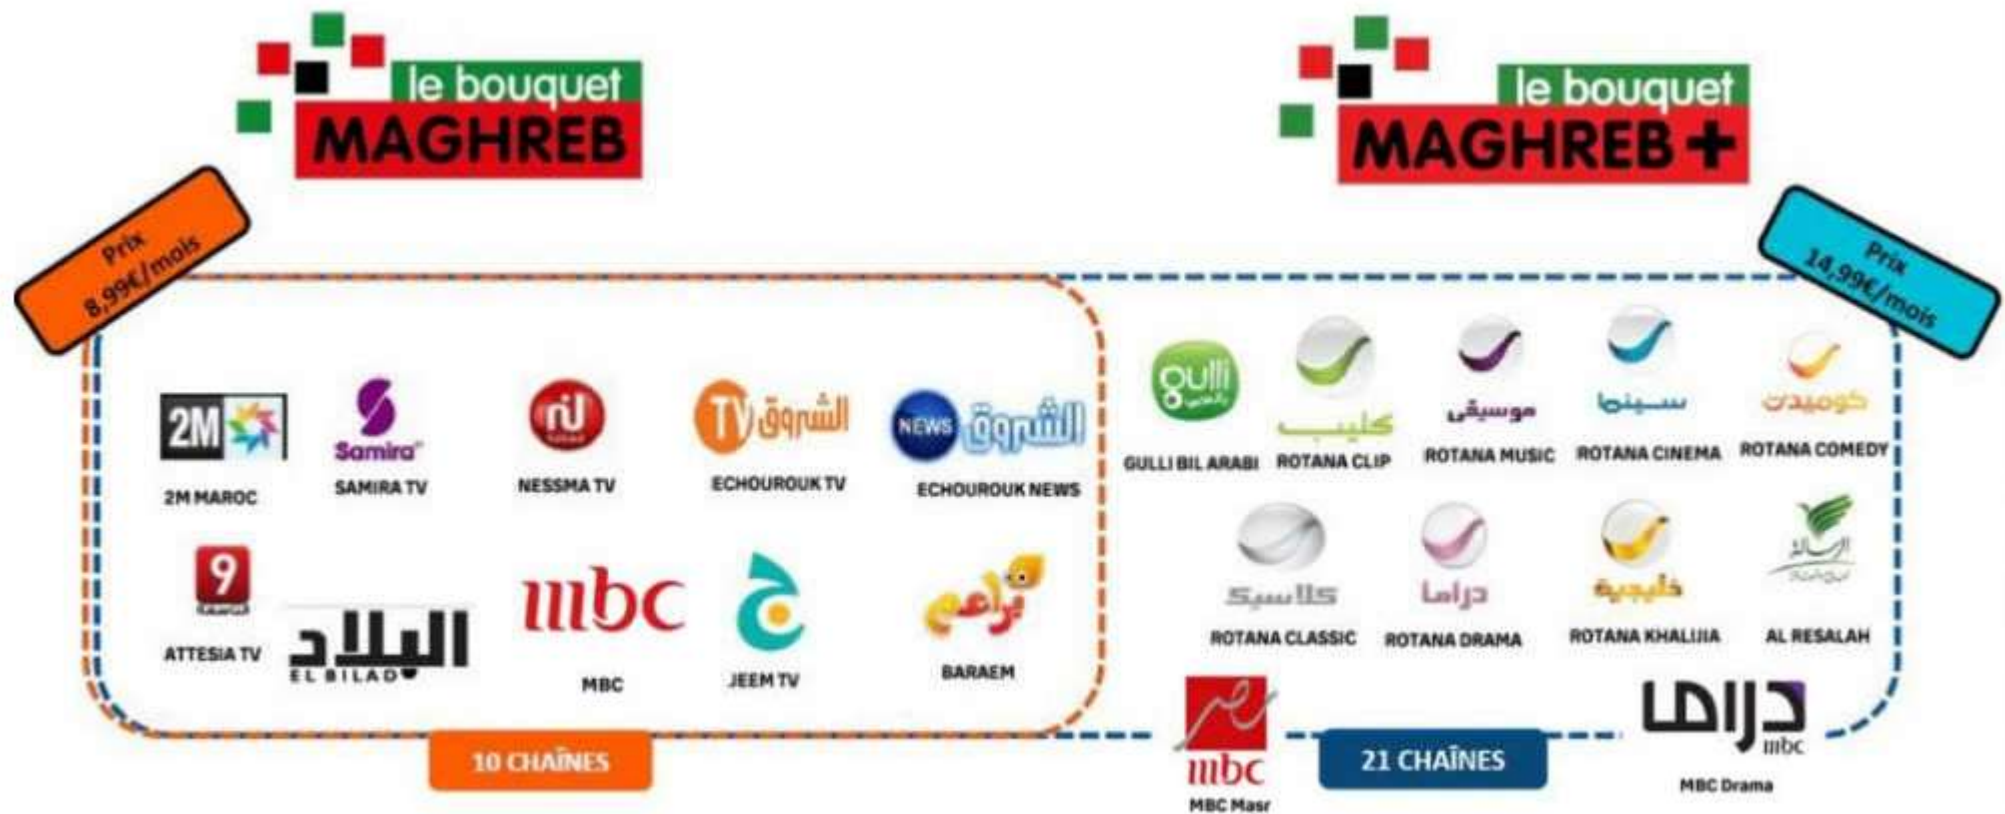 le bouquet
MAGHREB
le bouquet
MAGHREB +
Prix
8,99€/mois
Prix
14,99€/mois
2M
Samira
TV الشروق
NEWS الشروق
2M MAROC
SAMIRA TV
NESSMA TV
ECHOUROUK TV
ECHOUROUK NEWS
9
البلاد
EL BILAD
mbc
ج
براعم
ATTESIA TV
MBC
JEEM TV
BARAEM
10 CHAÎNES
gulli
بالعربي
كليب
موسيقى
سينما
كوميدي
GULLI BIL ARABI
ROTANA CLIP
ROTANA MUSIC
ROTANA CINEMA
ROTANA COMEDY
كلاسيك
دراما
خليجية
الرسالة
ROTANA CLASSIC
ROTANA DRAMA
ROTANA KHALIJIA
AL RESALAH
مصر
mbc
MBC Masr
21 CHAÎNES
دراما
mbc
MBC Drama